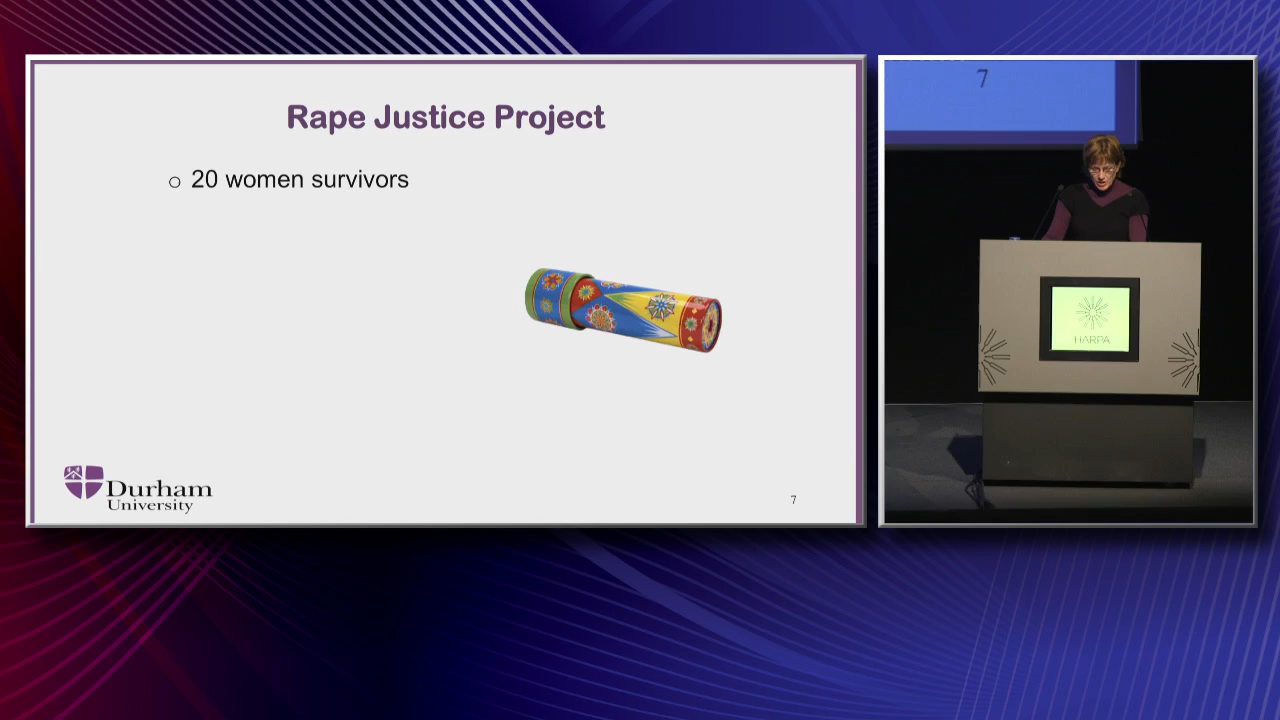 Rape Justice Project
20 women survivors
Durham
University
7
7
HARPA